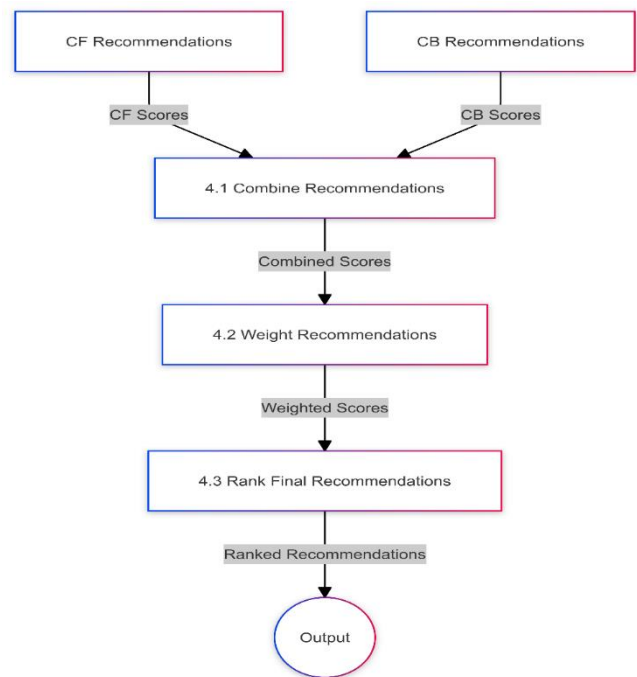 CF Recommendations
CB Recommendations
CF Scores
CB Scores
4.1 Combine Recommendations
Combined Scores
4.2 Weight Recommendations
Weighted Scores
4.3 Rank Final Recommendations
Ranked Recommendations
Output